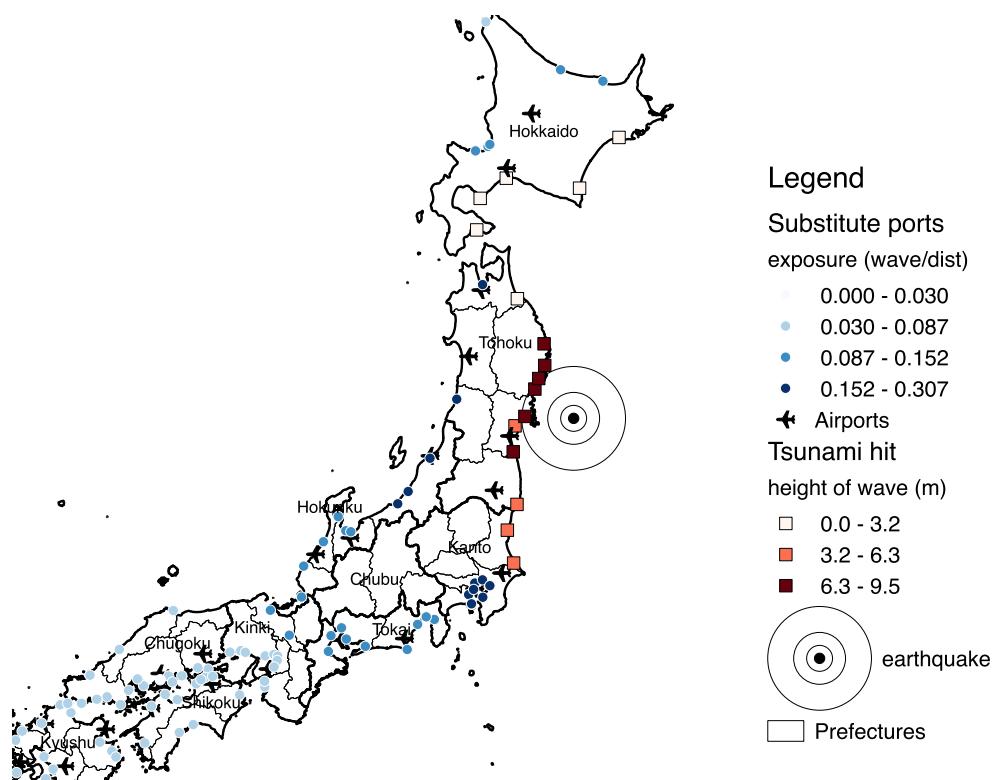 Hokkaido
Tohoku
Hokuriku
Kanto
Chubu
Kinki
Tokai
Chugoku
Shikoku
Kyushu
Legend
Substitute ports
exposure (wave/dist)
0.000 - 0.030
0.030 - 0.087
0.087 - 0.152
0.152 - 0.307
Airports
Tsunami hit
height of wave (m)
0.0 - 3.2
3.2 - 6.3
6.3 - 9.5
earthquake
Prefectures